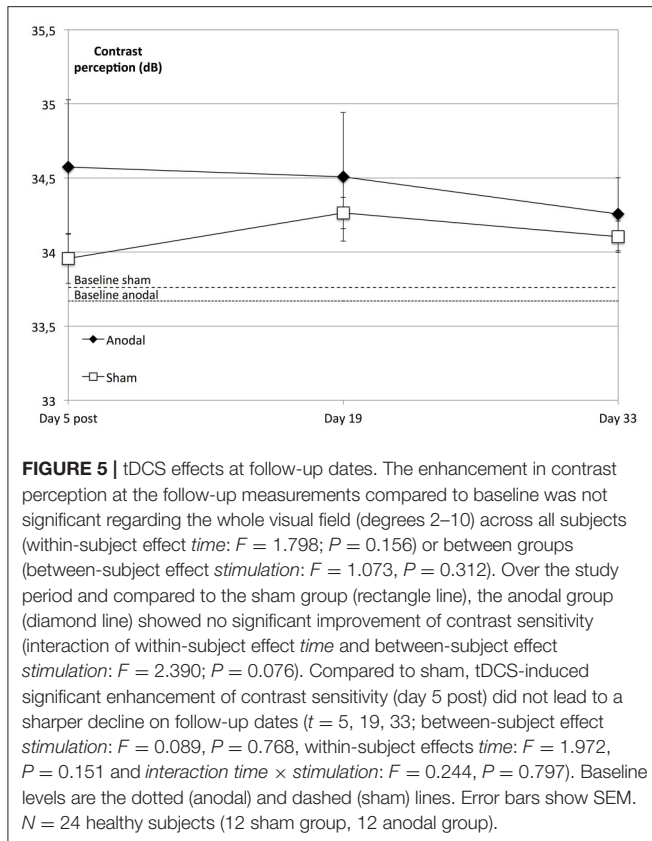 35,5
Contrast
perception (dB)
35
34,5
34
Baseline sham
Baseline anodal
33,5
Anodal
Sham
33
Day 5 post Day 19 Day 33
FIGURE 5 | tDCS effects at follow-up dates. The enhancement in contrast
perception at the follow-up measurements compared to baseline was not
significant regarding the whole visual field (degrees 2–10) across all subjects
(within-subject effect time: F = 1.798; P = 0.156) or between groups
(between-subject effect stimulation: F = 1.073, P = 0.312). Over the study
period and compared to the sham group (rectangle line), the anodal group
(diamond line) showed no significant improvement of contrast sensitivity
(interaction of within-subject effect time and between-subject effect
stimulation: F = 2.390; P = 0.076). Compared to sham, tDCS-induced
significant enhancement of contrast sensitivity (day 5 post) did not lead to a
sharper decline on follow-up dates (t = 5, 19, 33; between-subject effect
stimulation: F = 0.089, P = 0.768, within-subject effects time: F = 1.972,
P = 0.151 and interaction time × stimulation: F = 0.244, P = 0.797). Baseline
levels are the dotted (anodal) and dashed (sham) lines. Error bars show SEM.
N = 24 healthy subjects (12 sham group, 12 anodal group).